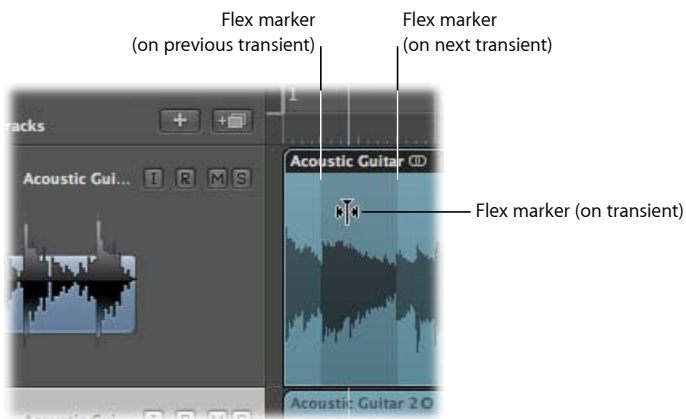 Flex marker
(on previous transient)
Flex marker
(on next transient)
1
racks
Acoustic Guitar
Acoustic Gui... I R M S
Flex marker (on transient)
Acoustic Guitar 2